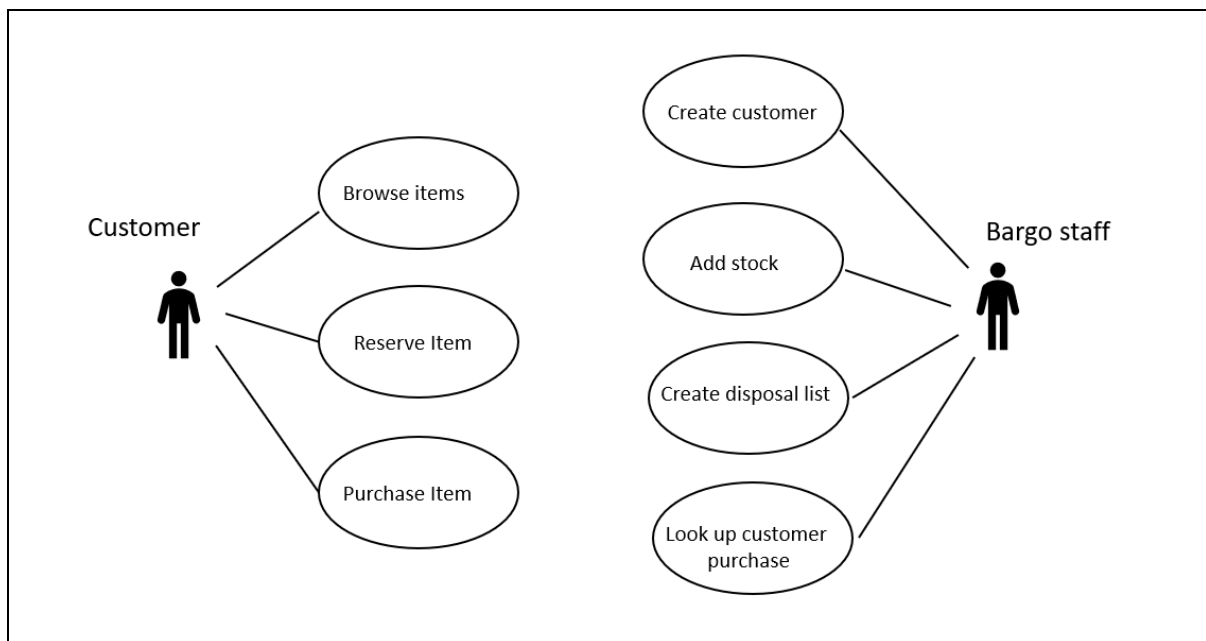 Customer
Browse items
Reserve Item
Purchase Item
Create customer
Add stock
Create disposal list
Look up customer
purchase
Bargo staff